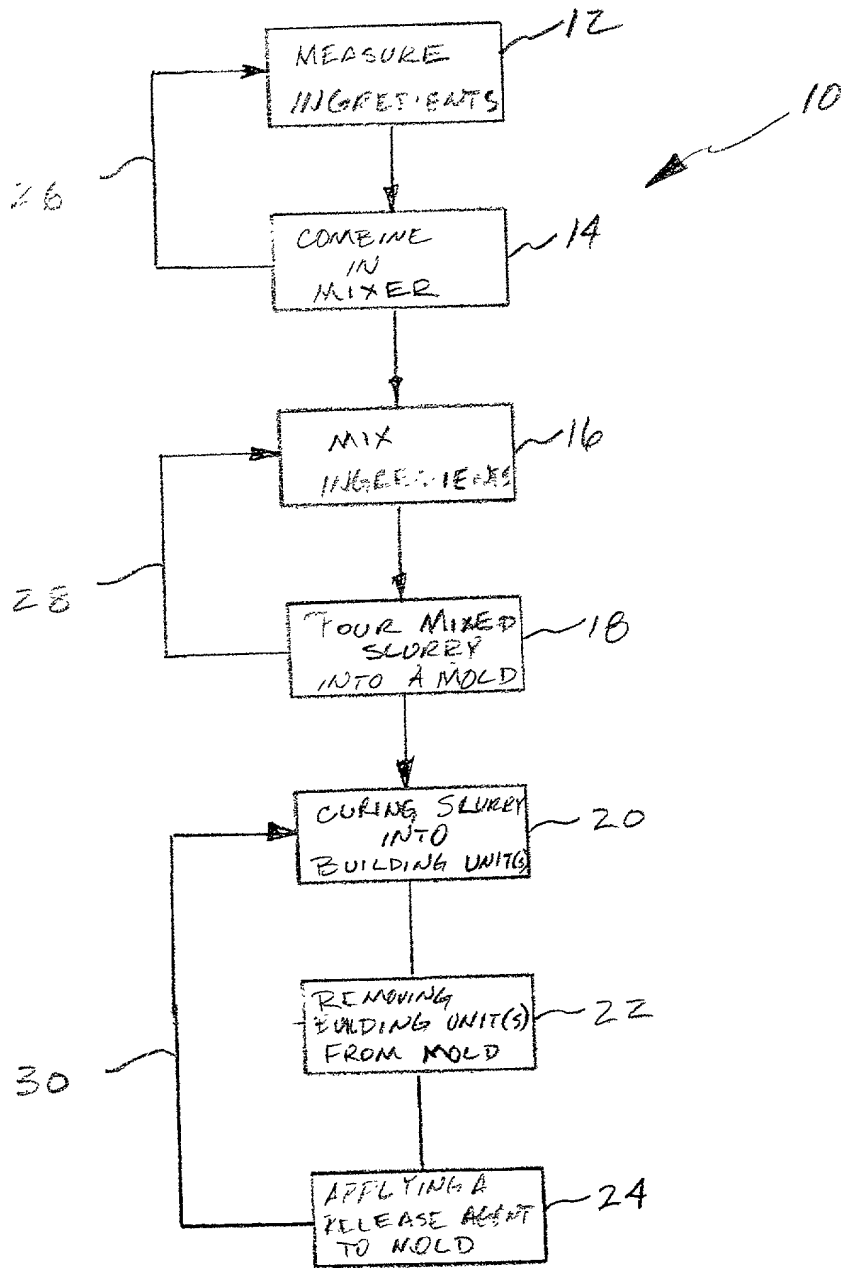 12
MEASURE
INGREDIENTS
10
26
COMBINE
IN
MIXER
14
MIX
INGREDIENTS
16
28
POUR MIXED
SLURRY
INTO A MOLD
18
CURING SLURRY
INTO
BUILDING UNIT(S)
20
REMOVING
BUILDING UNIT(S)
FROM MOLD
22
30
APPLYING A
RELEASE AGENT
TO MOLD
24